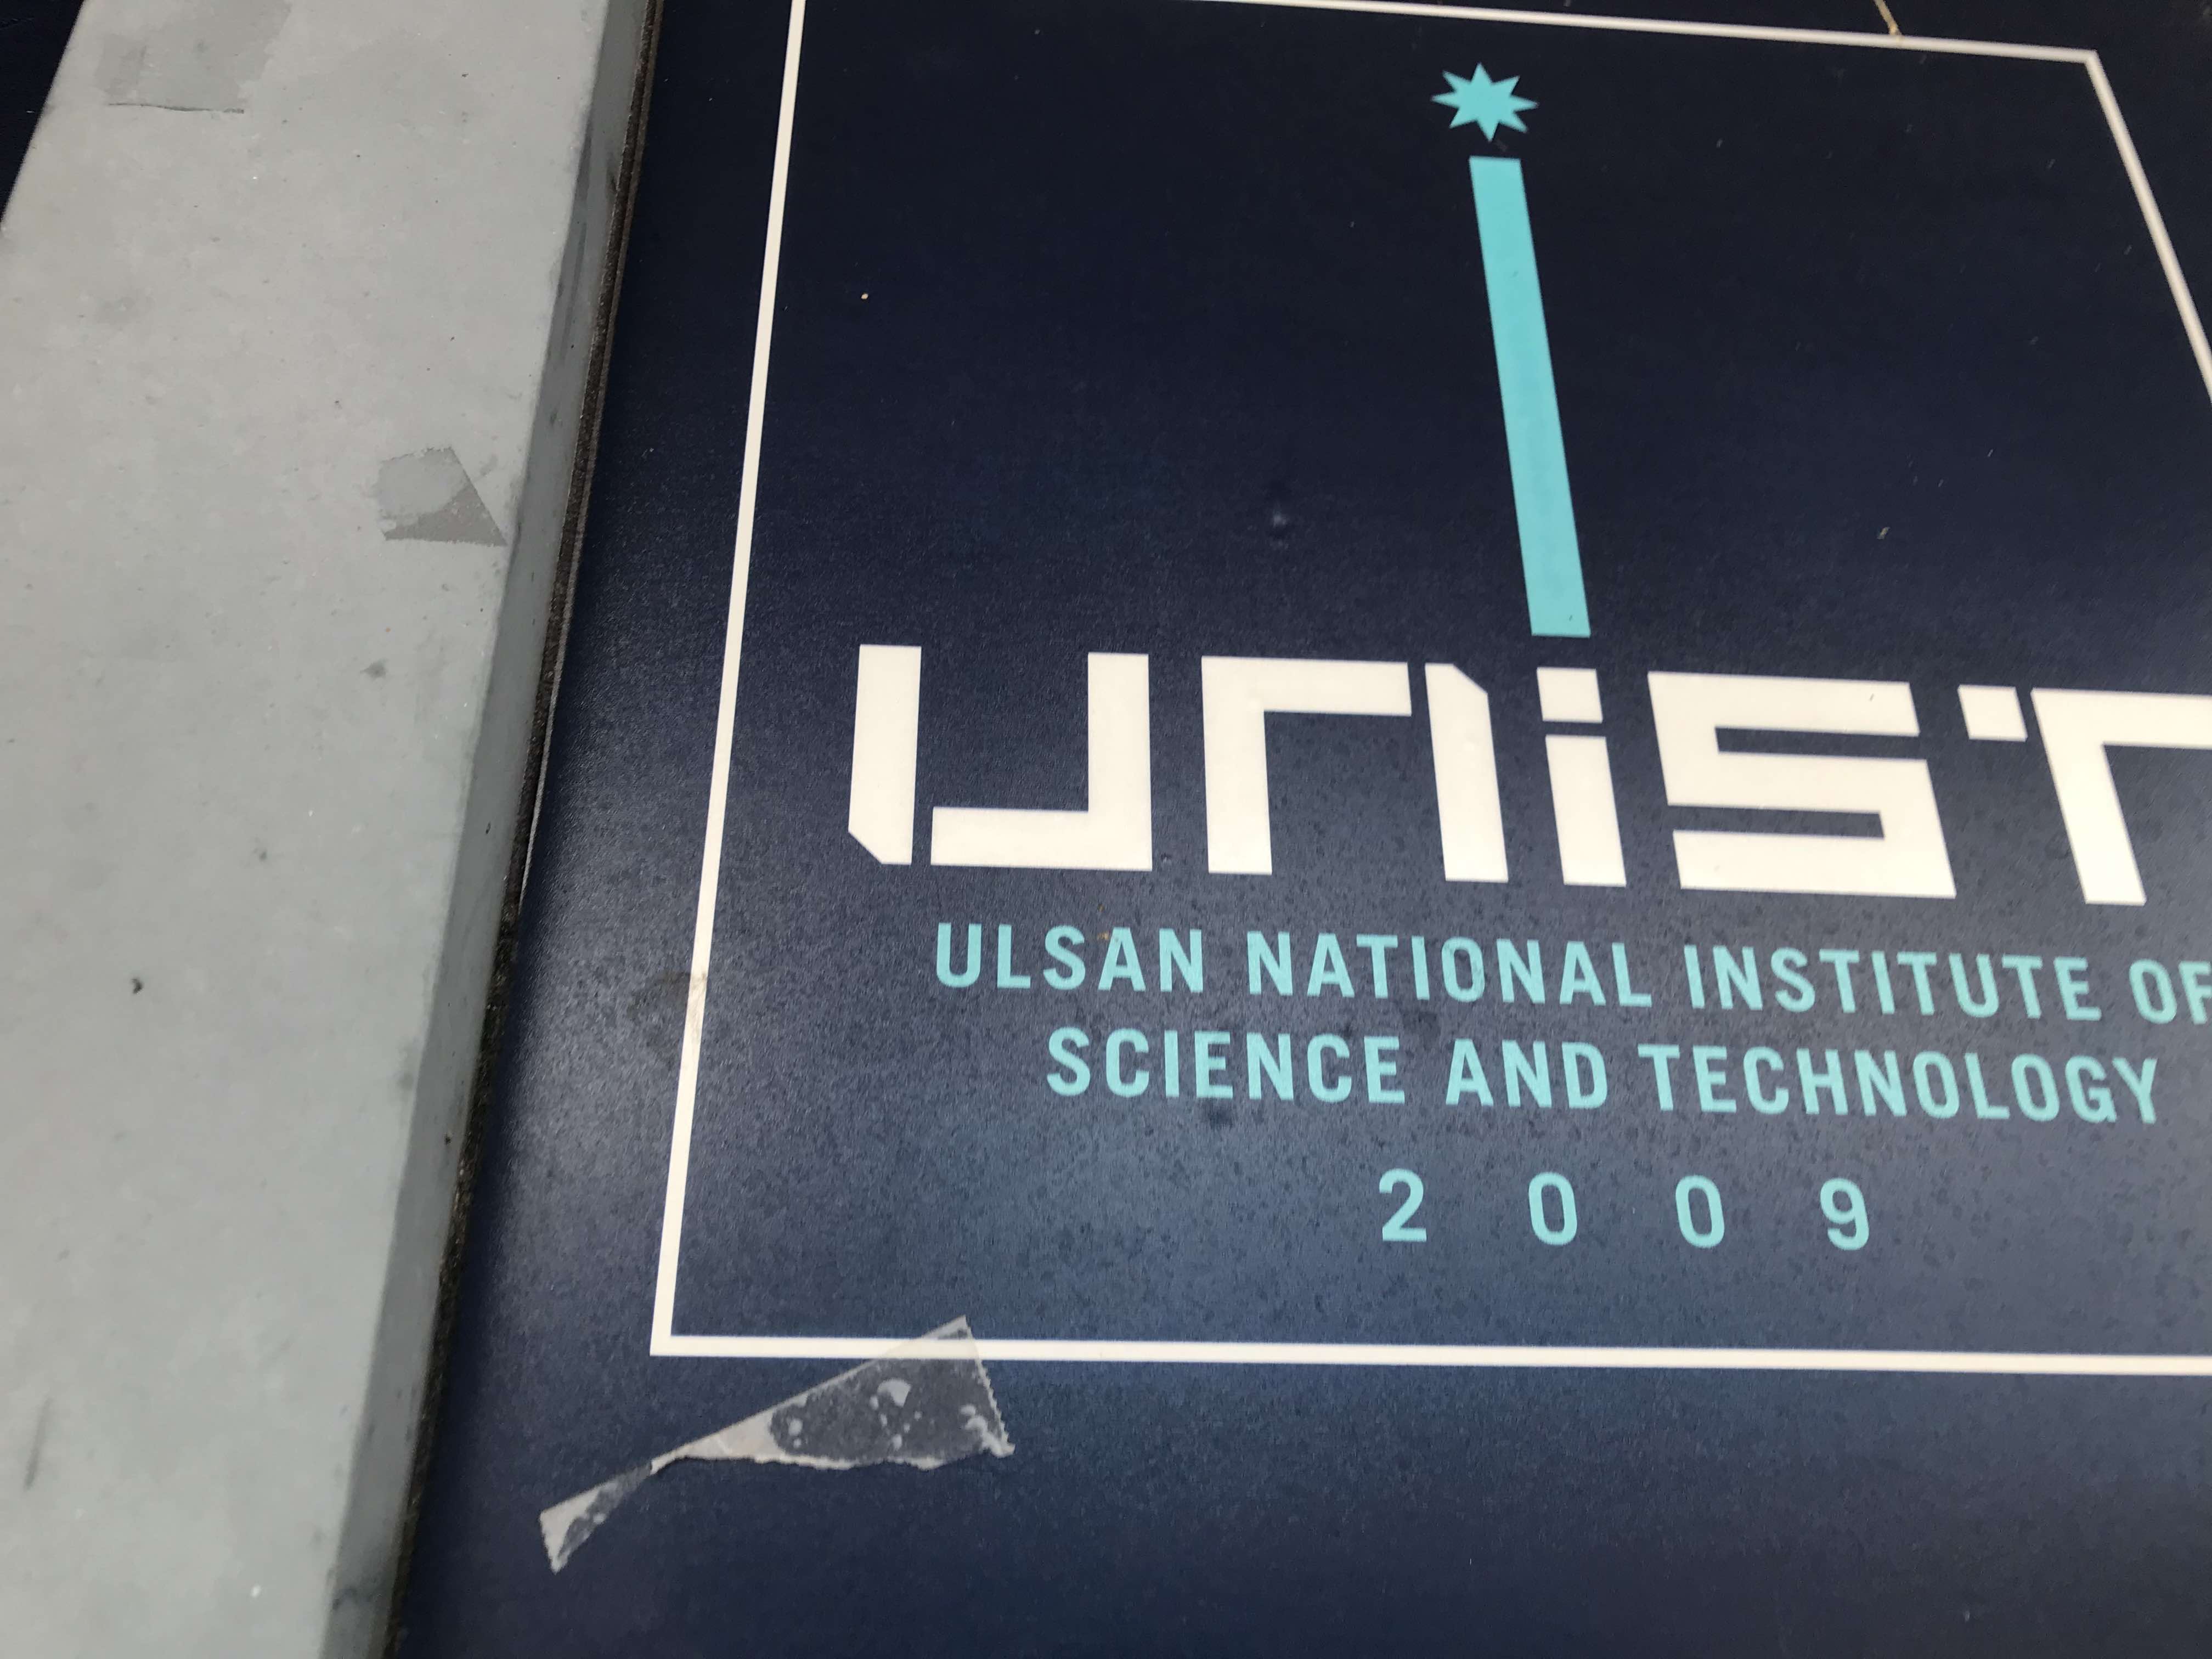 UNIST
ULSAN NATIONAL INSTITUTE OF
SCIENCE AND TECHNOLOGY
2009